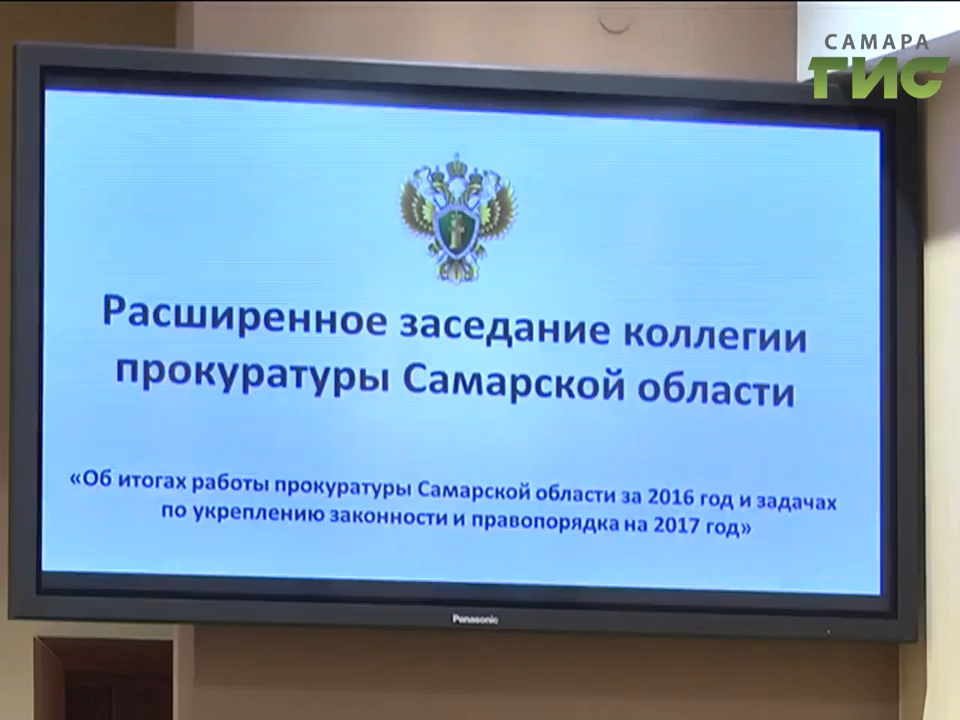 САМАРА
ТИС
Расширенное заседание коллегии
прокуратуры Самарской области
«Об итогах работы прокуратуры Самарской области за 2016 год и задачах
по укреплению законности и правопорядка на 2017 год»
Panasonic